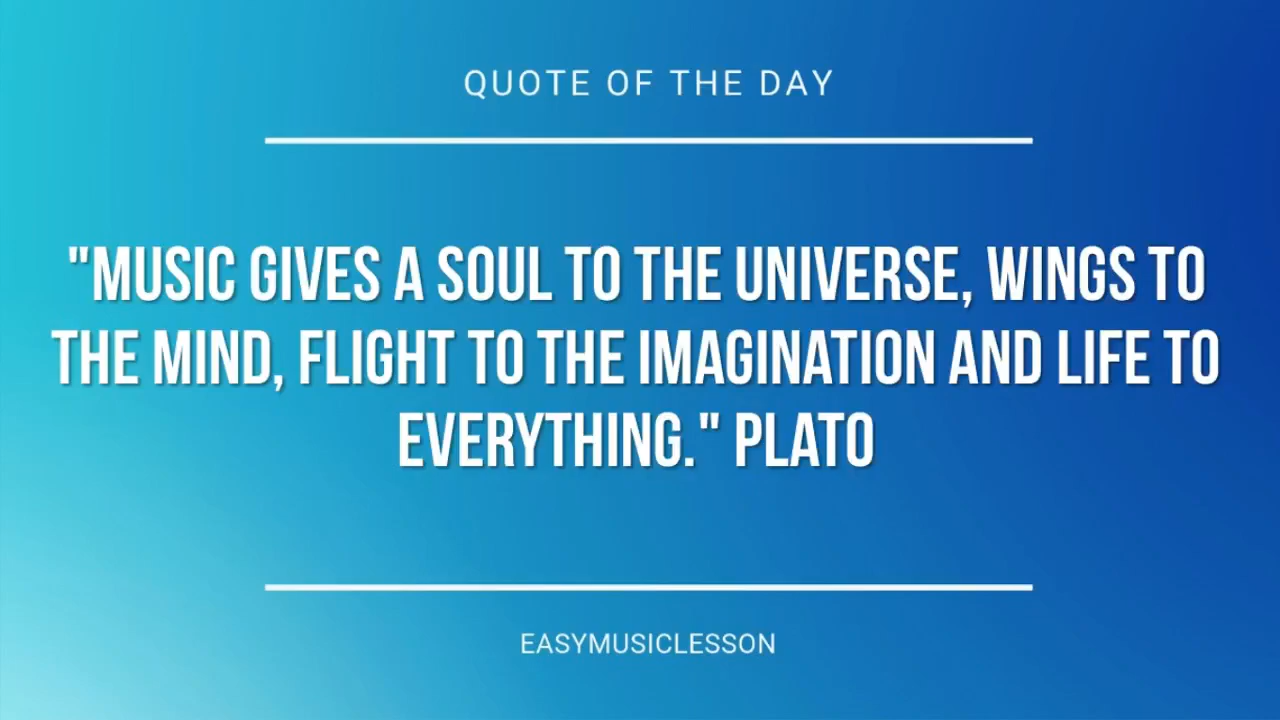 QUOTE OF THE DAY
"MUSIC GIVES A SOUL TO THE UNIVERSE, WINGS TO
THE MIND, FLIGHT TO THE IMAGINATION AND LIFE TO
EVERYTHING." PLATO
EASYMUSICLESSON